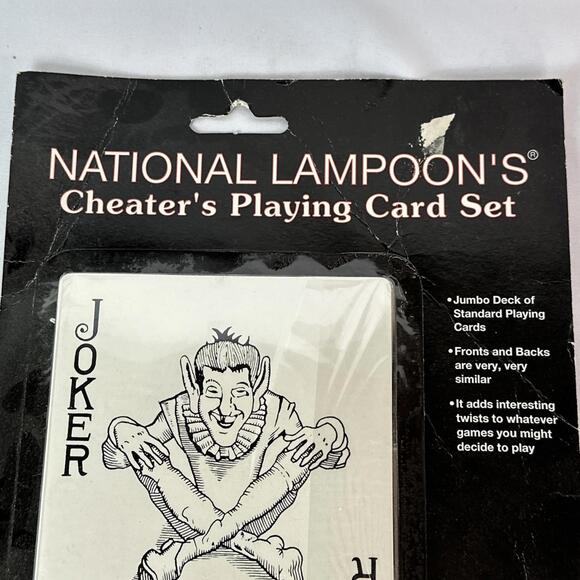 NATIONAL LAMPOON'S®
Cheater's Playing Card Set
•Jumbo Deck of
Standard Playing
Cards
•Fronts and Backs
are very, very
similar
•It adds interesting
twists to whatever
games you might
decide to play
JOKER
R